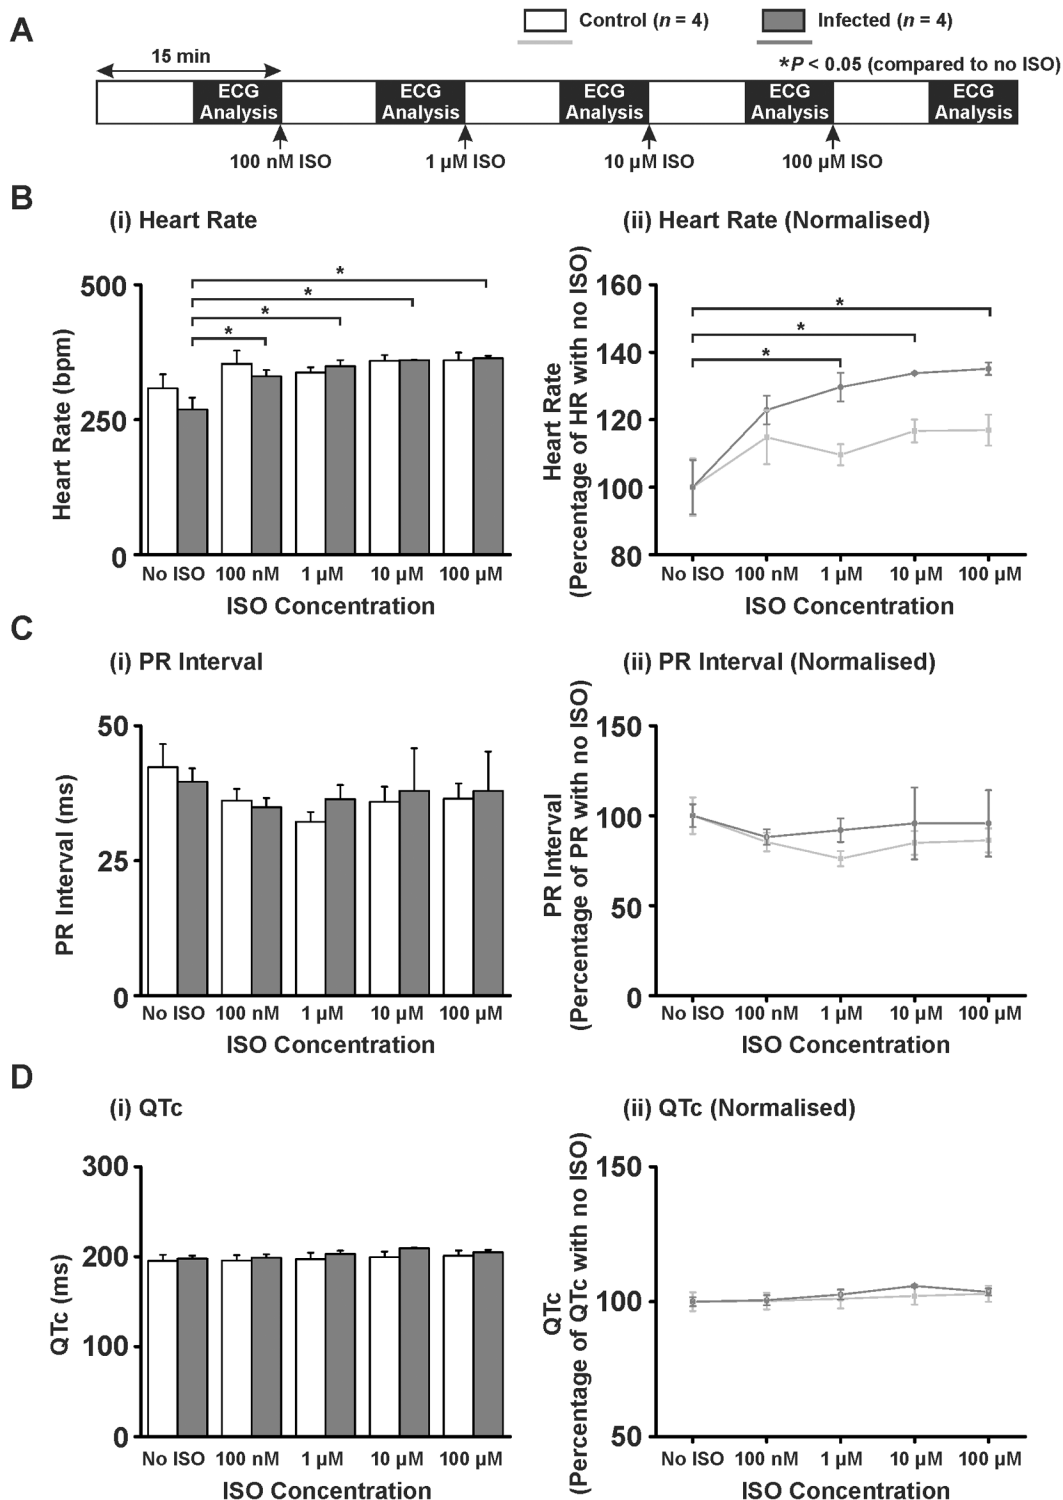 A
Control (n = 4)
Infected (n = 4)
15 min
*P < 0.05 (compared to no ISO)
ECG Analysis
ECG Analysis
ECG Analysis
ECG Analysis
ECG Analysis
100 nM ISO
1 µM ISO
10 µM ISO
100 µM ISO
B
(i) Heart Rate
500
250
0
Heart Rate (bpm)
* * * *
No ISO 100 nM 1 µM 10 µM 100 µM
ISO Concentration
(ii) Heart Rate (Normalised)
160
140
120
100
80
Heart Rate
(Percentage of HR with no ISO)
* * *
No ISO 100 nM 1 µM 10 µM 100 µM
ISO Concentration
C
(i) PR Interval
50
25
0
PR Interval (ms)
No ISO 100 nM 1 µM 10 µM 100 µM
ISO Concentration
(ii) PR Interval (Normalised)
150
100
50
0
PR Interval
(Percentage of PR with no ISO)
No ISO 100 nM 1 µM 10 µM 100 µM
ISO Concentration
D
(i) QTc
300
200
100
0
QTc (ms)
No ISO 100 nM 1 µM 10 µM 100 µM
ISO Concentration
(ii) QTc (Normalised)
150
100
50
QTc
(Percentage of QTc with no ISO)
No ISO 100 nM 1 µM 10 µM 100 µM
ISO Concentration